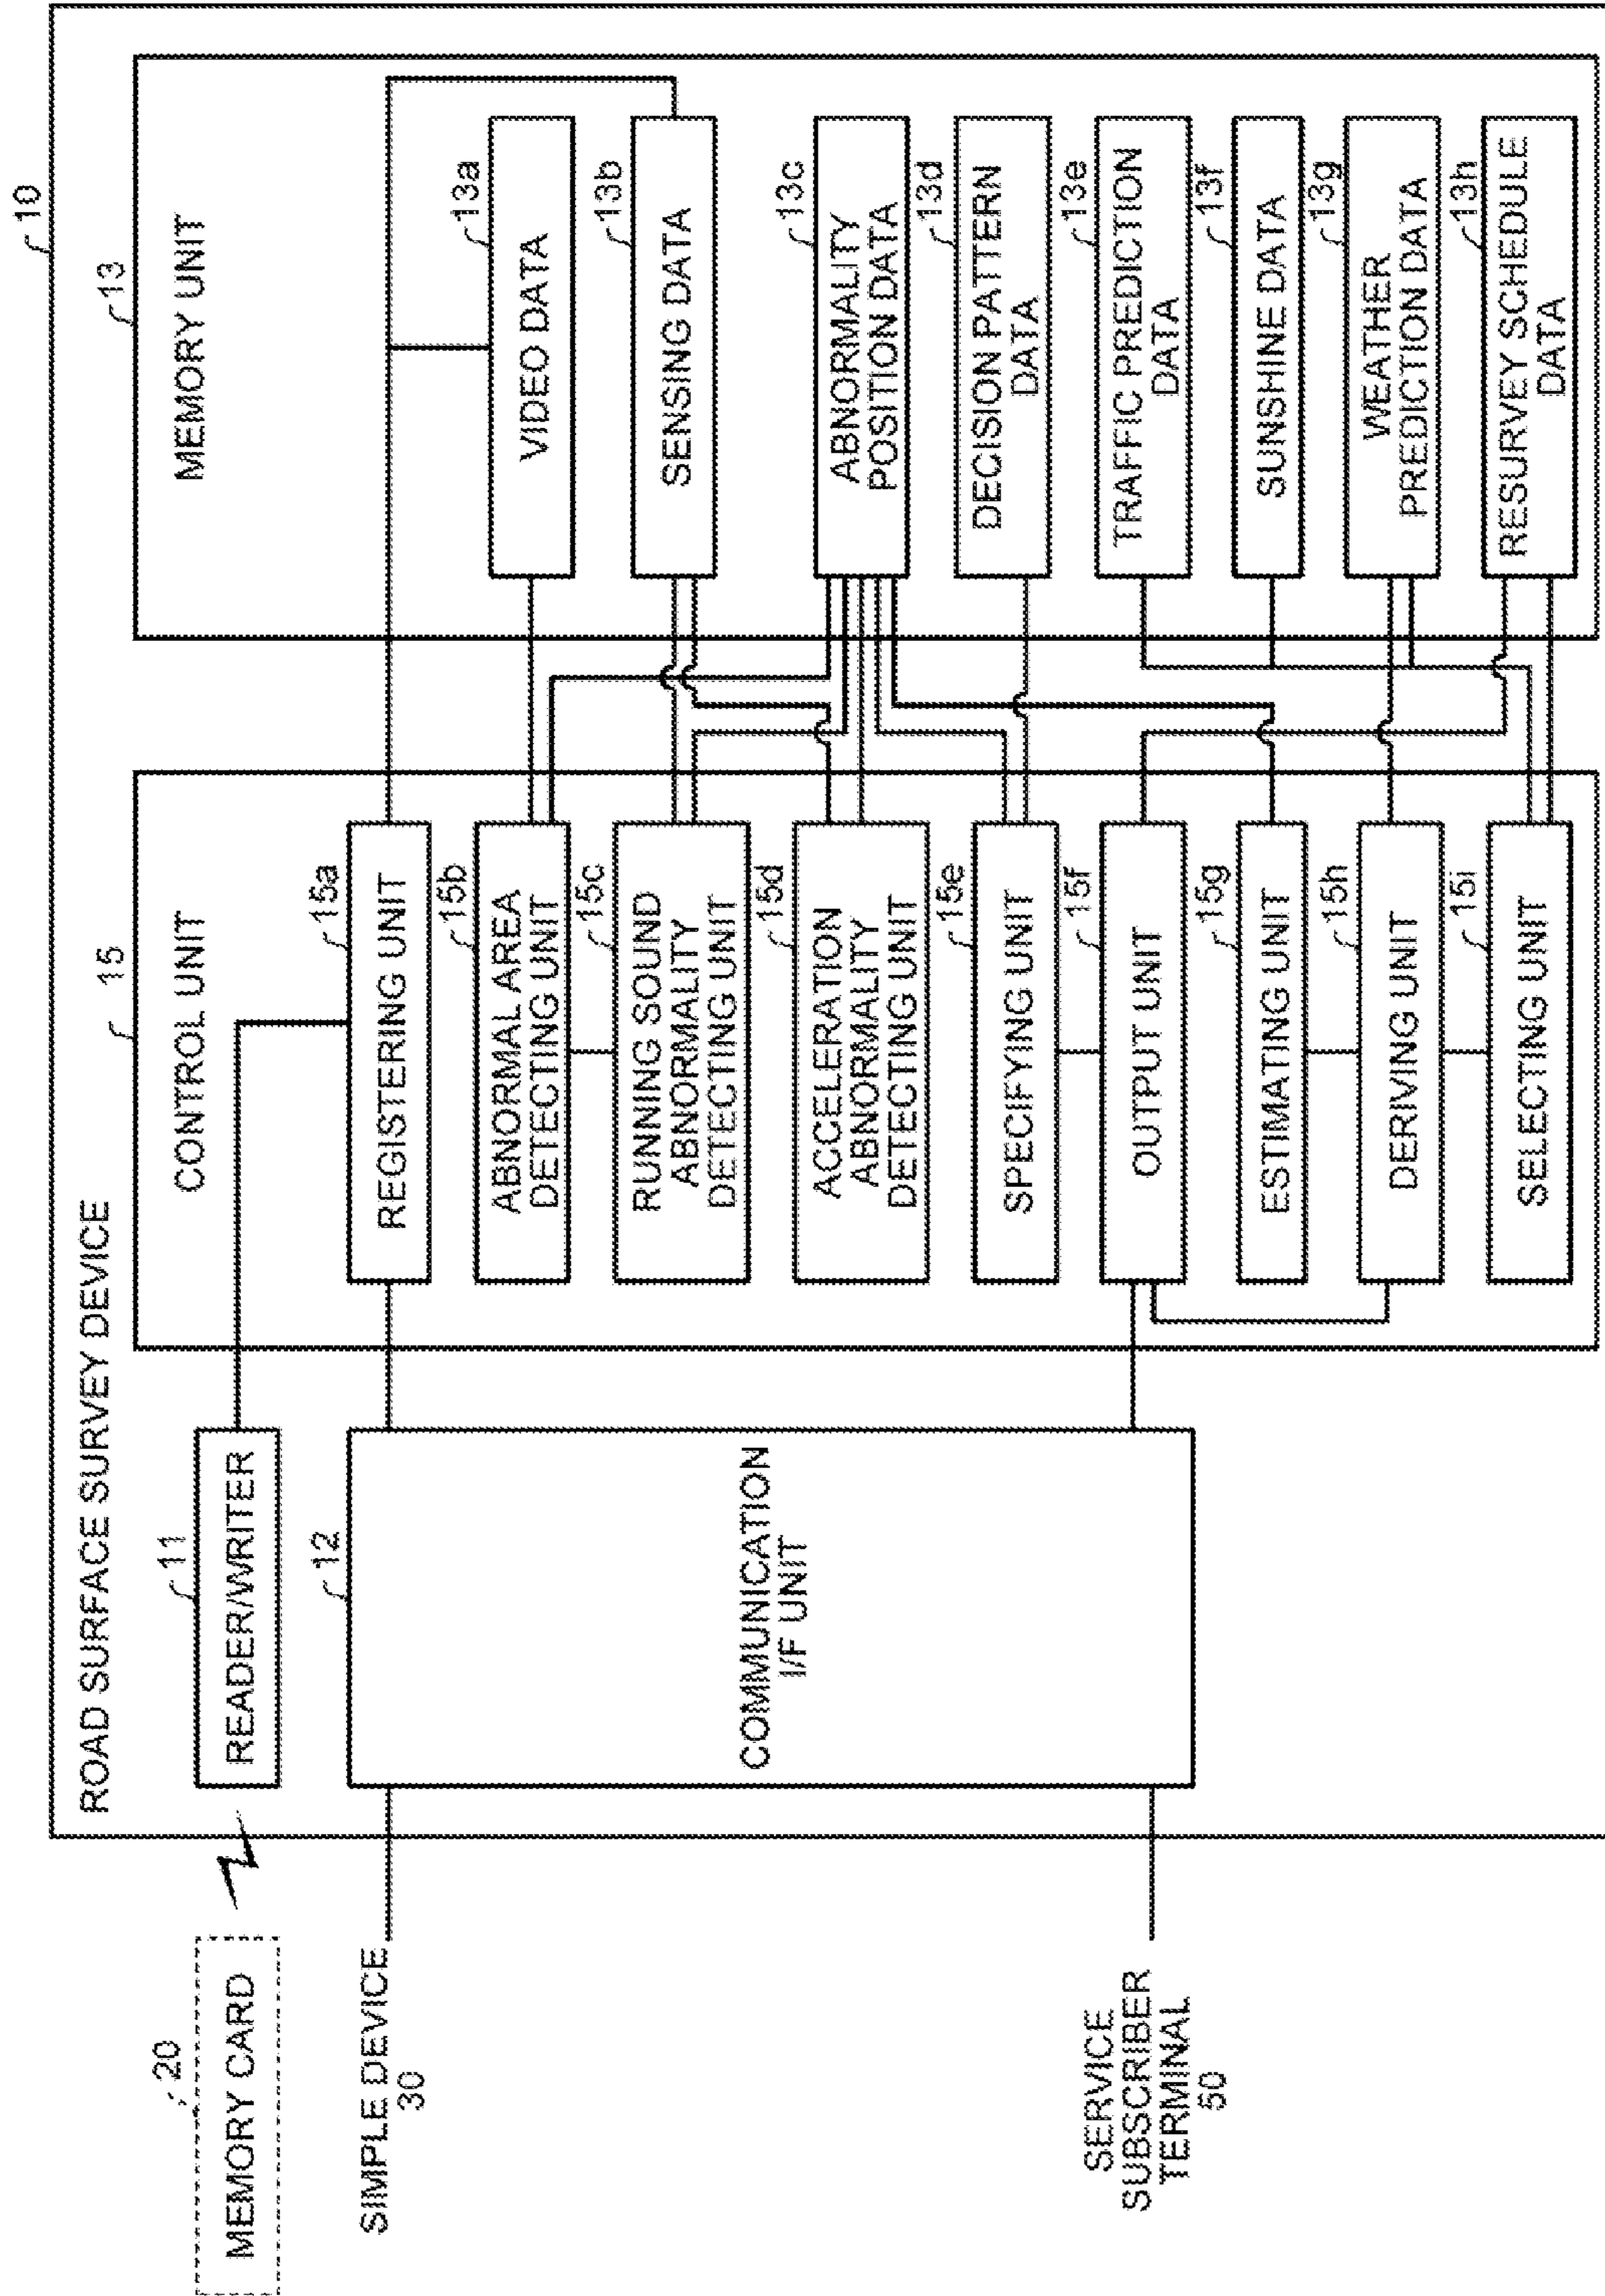 10
ROAD SURFACE SURVEY DEVICE
20
MEMORY CARD
11
READER/WRITER
SIMPLE DEVICE
30
12
COMMUNICATION
I/F UNIT
SERVICE
SUBSCRIBER
TERMINAL
50
15
CONTROL UNIT
15a
REGISTERING UNIT
15b
ABNORMAL AREA
DETECTING UNIT
15c
RUNNING SOUND
ABNORMALITY
DETECTING UNIT
15d
ACCELERATION
ABNORMALITY
DETECTING UNIT
15e
SPECIFYING UNIT
15f
OUTPUT UNIT
15g
ESTIMATING UNIT
15h
DERIVING UNIT
15i
SELECTING UNIT
13
MEMORY UNIT
13a
VIDEO DATA
13b
SENSING DATA
13c
ABNORMALITY
POSITION DATA
13d
DECISION PATTERN
DATA
13e
TRAFFIC PREDICTION
DATA
13f
SUNSHINE DATA
13g
WEATHER
PREDICTION DATA
13h
RESURVEY SCHEDULE
DATA